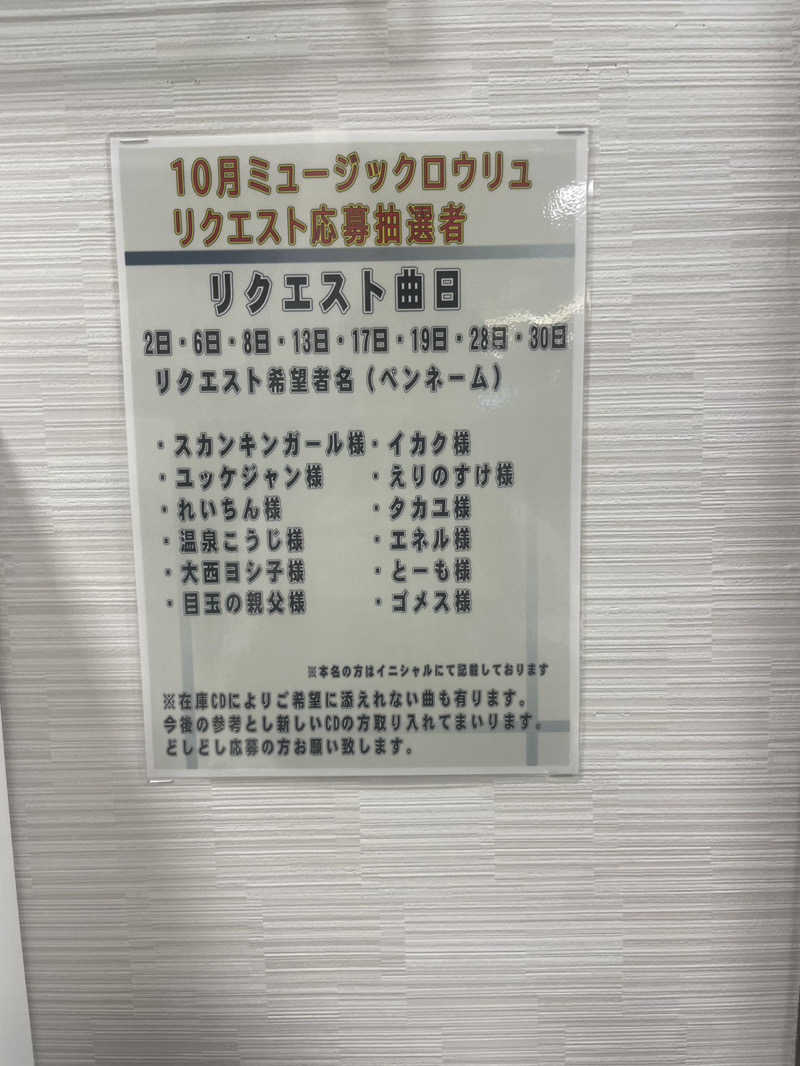 10月ミュージックロウリュ
リクエスト応募抽選者
リクエスト曲日
2日・6日・8日・13日・17日・19日・28日・30日
リクエスト希望者名（ペンネーム）
・スカンキンガール様・イカク様
・ユッケジャン様 ・えりのすけ様
・れいちん様 ・タカユ様
・温泉こうじ様 ・エネル様
・大西ヨシ子様 ・とーも様
・目玉の親父様 ・ゴメス様
※本名の方はイニシャルにて記載しております
※在庫CDによりご希望に添えれない曲も有ります。
今後の参考とし新しいCDの方取り入れてまいります。
どしどし応募の方お願い致します。